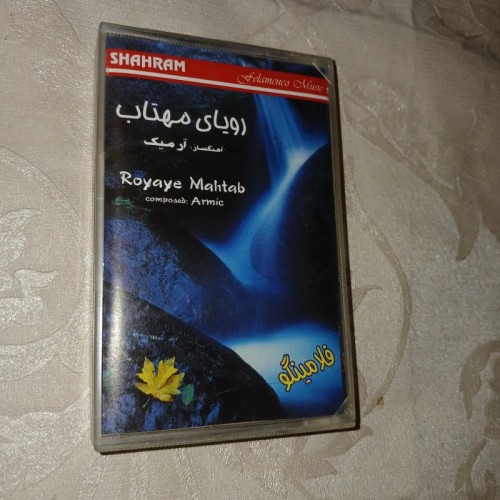 SHAHRAM
Felamenco Music
رویای مهتاب
آهنگساز: آرمیک
Royaye Mahtab
composed: Armic
فلامینگو